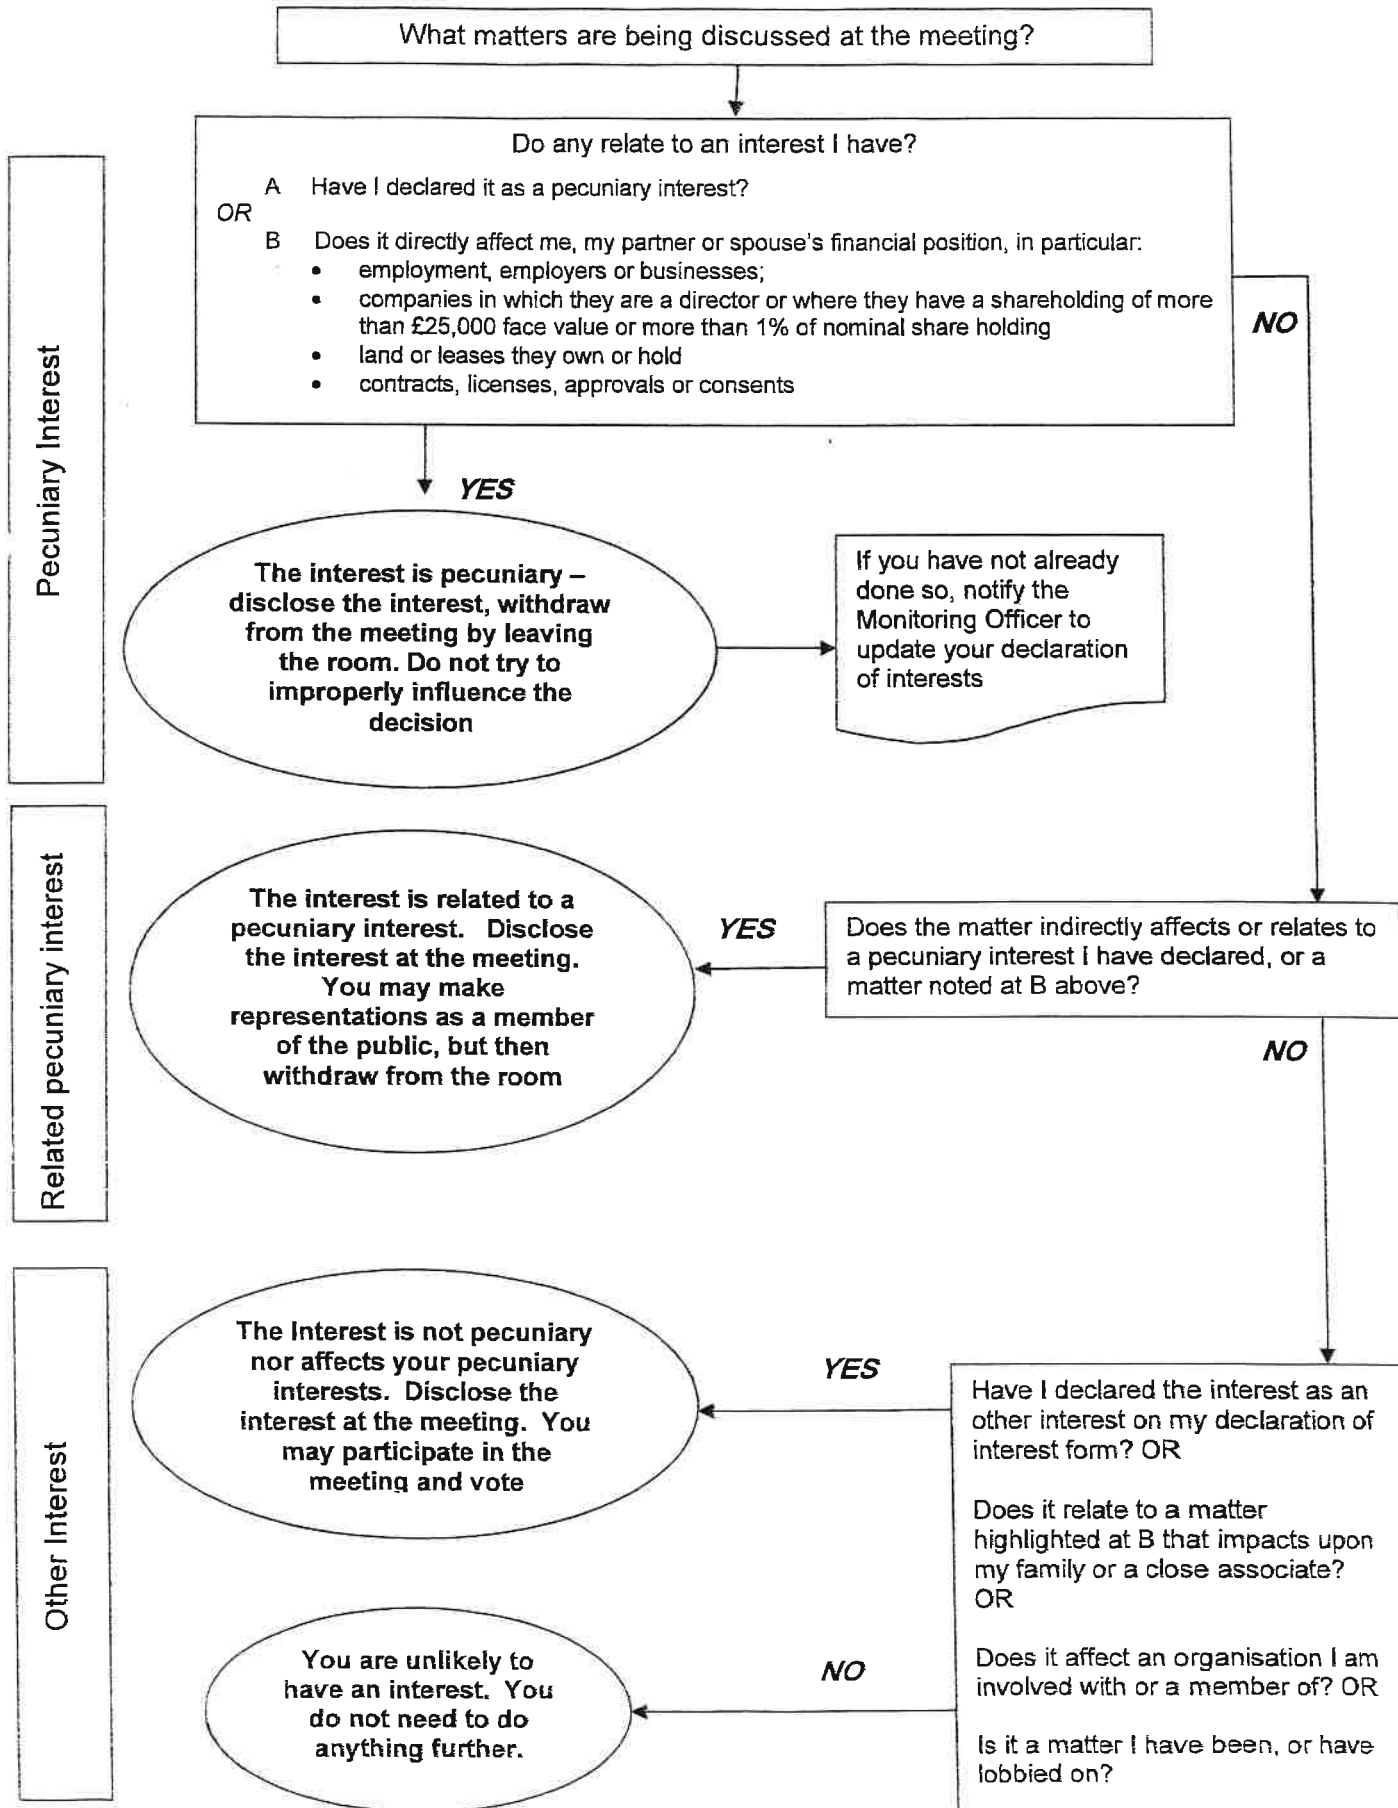 What matters are being discussed at the meeting?
Do any relate to an interest I have?
A Have I declared it as a pecuniary interest?
OR
B Does it directly affect me, my partner or spouse's financial position, in particular:
• employment, employers or businesses;
• companies in which they are a director or where they have a shareholding of more
than £25,000 face value or more than 1% of nominal share holding
• land or leases they own or hold
• contracts, licenses, approvals or consents
NO
Pecuniary Interest
YES
The interest is pecuniary –
disclose the interest, withdraw
from the meeting by leaving
the room. Do not try to
improperly influence the
decision
If you have not already
done so, notify the
Monitoring Officer to
update your declaration
of interests
Related pecuniary interest
The interest is related to a
pecuniary interest. Disclose
the interest at the meeting.
You may make
representations as a member
of the public, but then
withdraw from the room
YES
Does the matter indirectly affects or relates to
a pecuniary interest I have declared, or a
matter noted at B above?
NO
Other Interest
The Interest is not pecuniary
nor affects your pecuniary
interests. Disclose the
interest at the meeting. You
may participate in the
meeting and vote
YES
Have I declared the interest as an
other interest on my declaration of
interest form? OR
Does it relate to a matter
highlighted at B that impacts upon
my family or a close associate?
OR
Does it affect an organisation I am
involved with or a member of? OR
Is it a matter I have been, or have
lobbied on?
NO
You are unlikely to
have an interest. You
do not need to do
anything further.